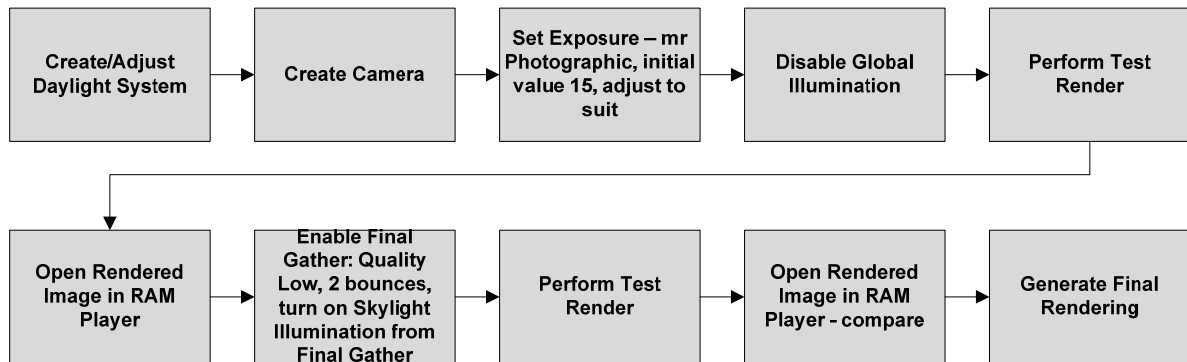 Create/Adjust
Daylight System
Create Camera
Set Exposure – mr
Photographic, initial
value 15, adjust to
suit
Disable Global
Illumination
Perform Test
Render
Open Rendered
Image in RAM
Player
Enable Final
Gather: Quality
Low, 2 bounces,
turn on Skylight
Illumination from
Final Gather
Perform Test
Render
Open Rendered
Image in RAM
Player - compare
Generate Final
Rendering